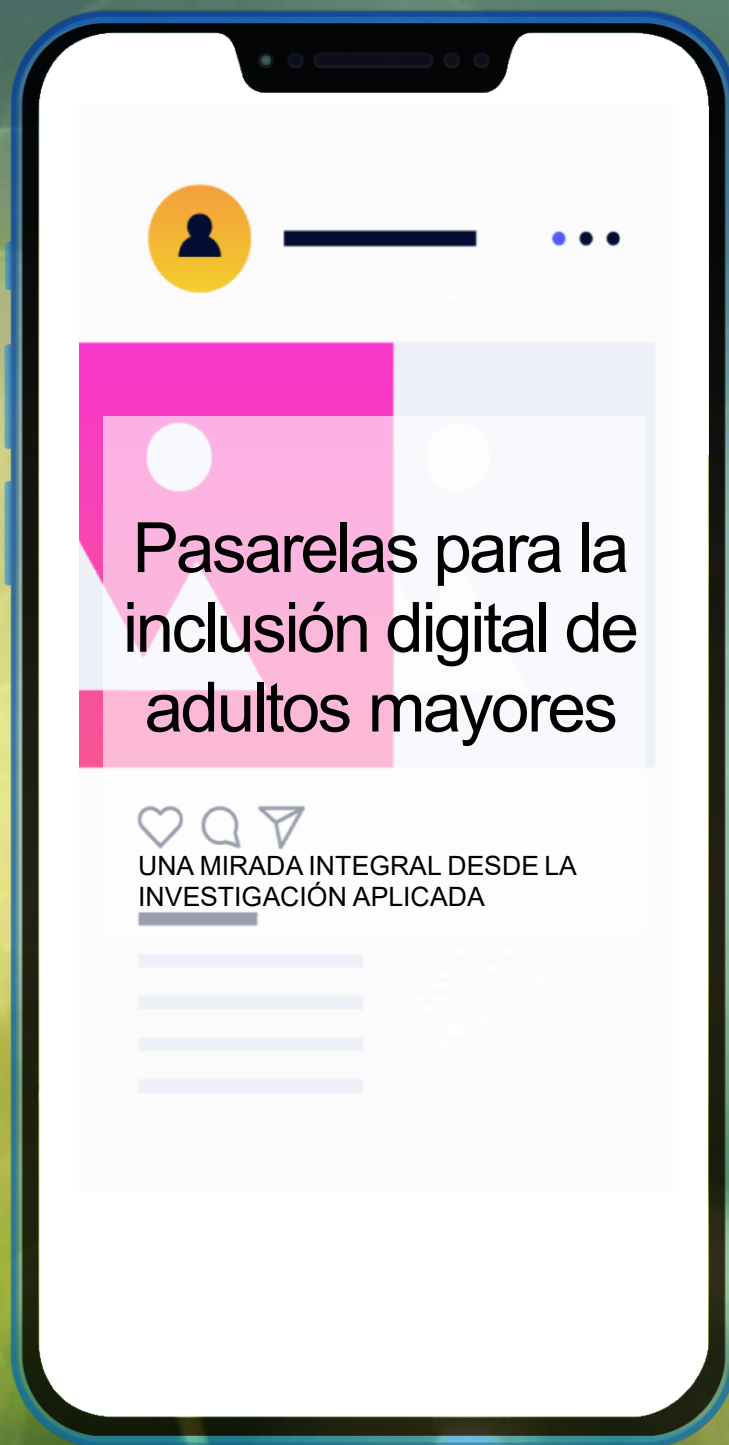 Pasarelas para la
inclusión digital de
adultos mayores
UNA MIRADA INTEGRAL DESDE LA
INVESTIGACIÓN APLICADA